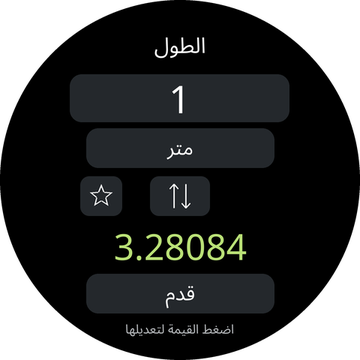 الطول
1
متر
3.28084
قدم
اضغط القيمة لتعديلها